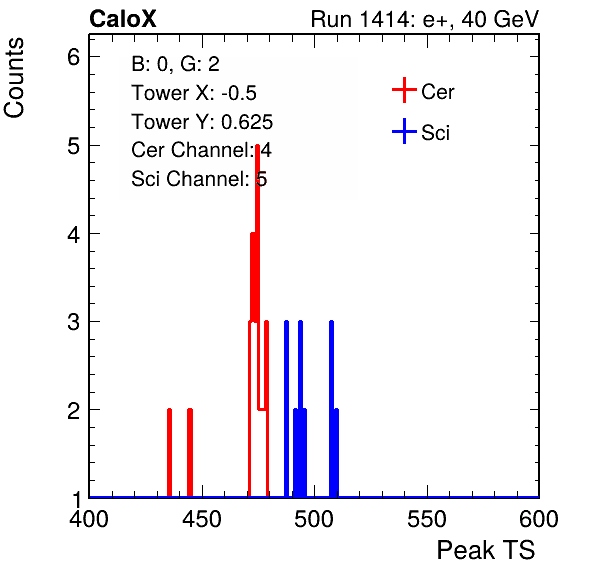 CaloX Run 1414: e+, 40 GeV
Counts
B: 0, G: 2
Tower X: -0.5
Tower Y: 0.625
Cer Channel: 4
Sci Channel: 5
Cer
Sci
6
5
4
3
2
1
400 450 500 550 600
Peak TS